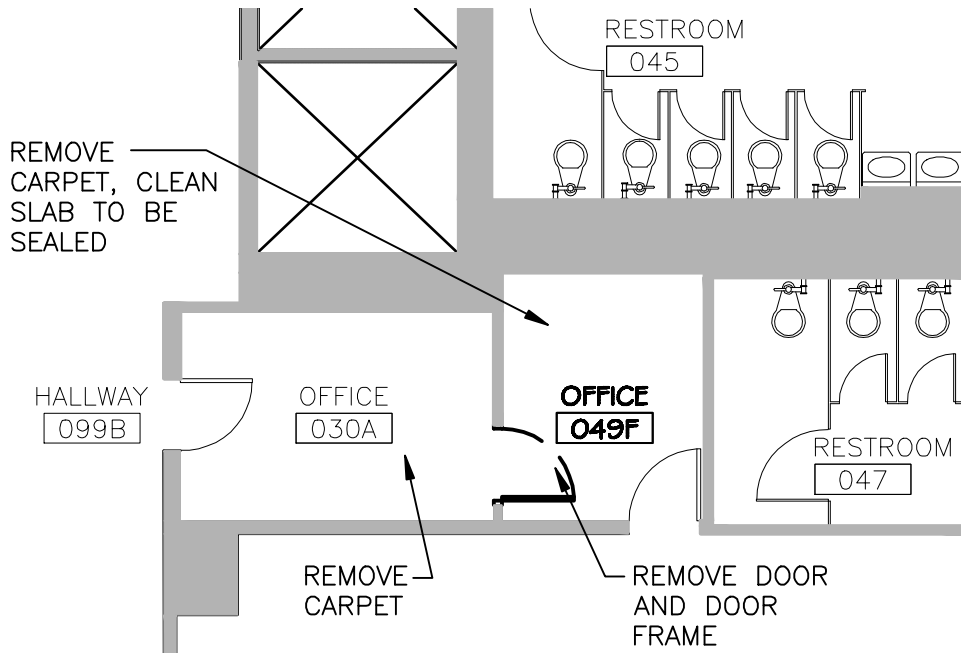 RESTROOM
045
REMOVE
CARPET, CLEAN
SLAB TO BE
SEALED
HALLWAY
099B
OFFICE
030A
OFFICE
049F
RESTROOM
047
REMOVE
CARPET
REMOVE DOOR
AND DOOR
FRAME